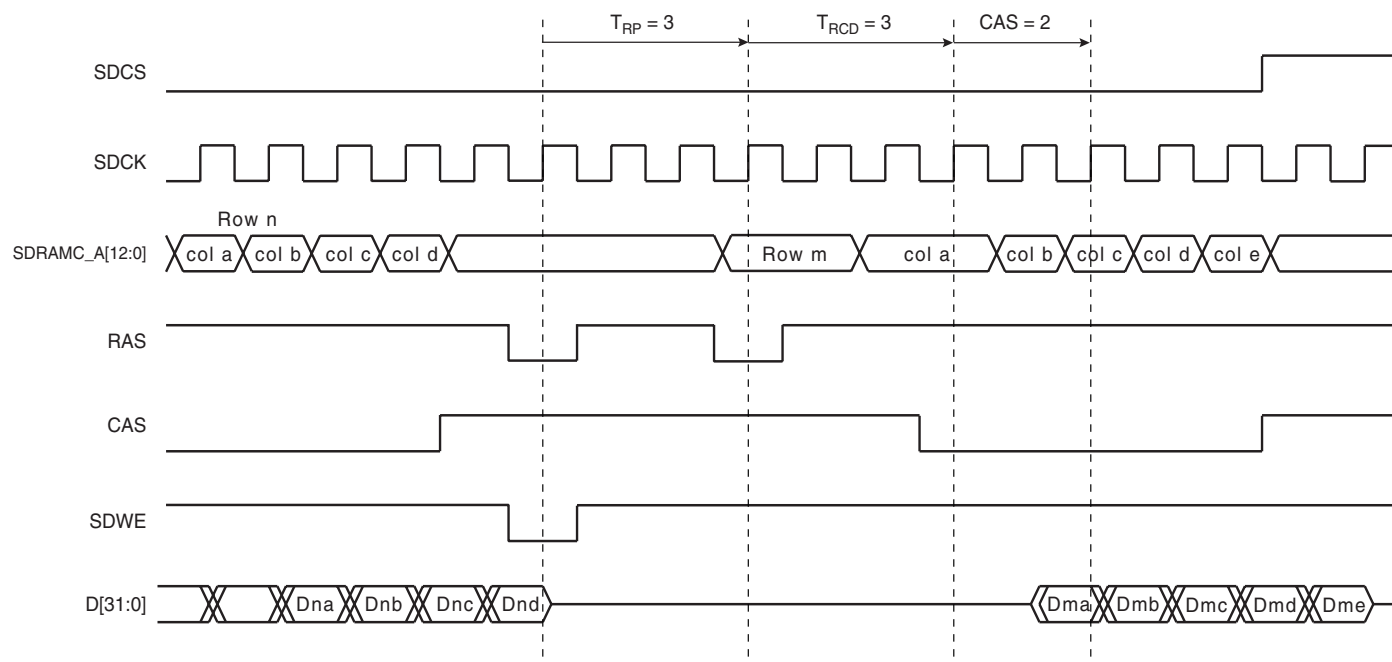 T_RP = 3 T_RCD = 3 CAS = 2
SDCS
SDCK
Row n
SDRAMC_A[12:0] col a col b col c col d Row m col a col b col c col d col e
RAS
CAS
SDWE
D[31:0] Dna Dnb Dnc Dnd Dma Dmb Dmc Dmd Dme